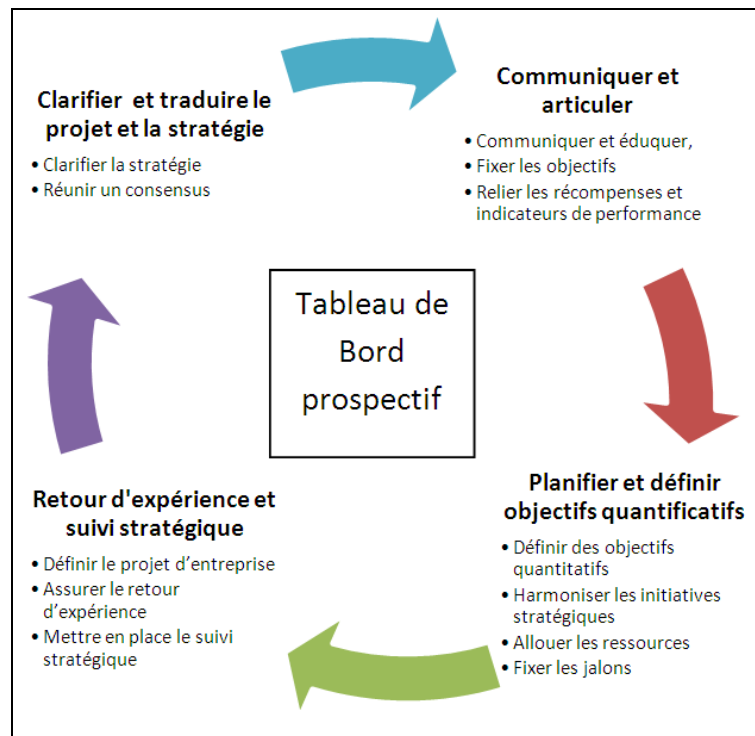 Clarifier et traduire le
projet et la stratégie
• Clarifier la stratégie
• Réunir un consensus
Communiquer et
articuler
• Communiquer et éduquer,
• Fixer les objectifs
• Relier les récompenses et
indicateurs de performance
Tableau de
Bord
prospectif
Planifier et définir
objectifs quantificatifs
• Définir des objectifs
quantitatifs
• Harmoniser les initiatives
stratégiques
• Allouer les ressources
• Fixer les jalons
Retour d'expérience et
suivi stratégique
• Définir le projet d’entreprise
• Assurer le retour
d’expérience
• Mettre en place le suivi
stratégique